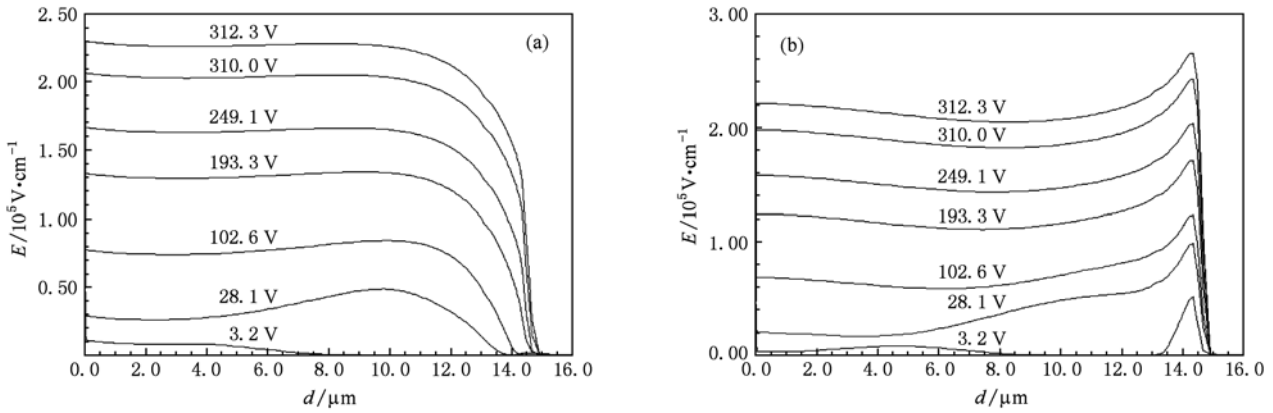 2.50
2.00
1.50
1.00
0.50
E/10⁵V·cm⁻¹
(a)
312.3 V
310.0 V
249.1 V
193.3 V
102.6 V
28.1 V
3.2 V
0.0 2.0 4.0 6.0 8.0 10.0 12.0 14.0 16.0
d/μm
3.00
2.00
1.00
0.00
E/10⁵V·cm⁻¹
(b)
312.3 V
310.0 V
249.1 V
193.3 V
102.6 V
28.1 V
3.2 V
0.0 2.0 4.0 6.0 8.0 10.0 12.0 14.0 16.0
d/μm